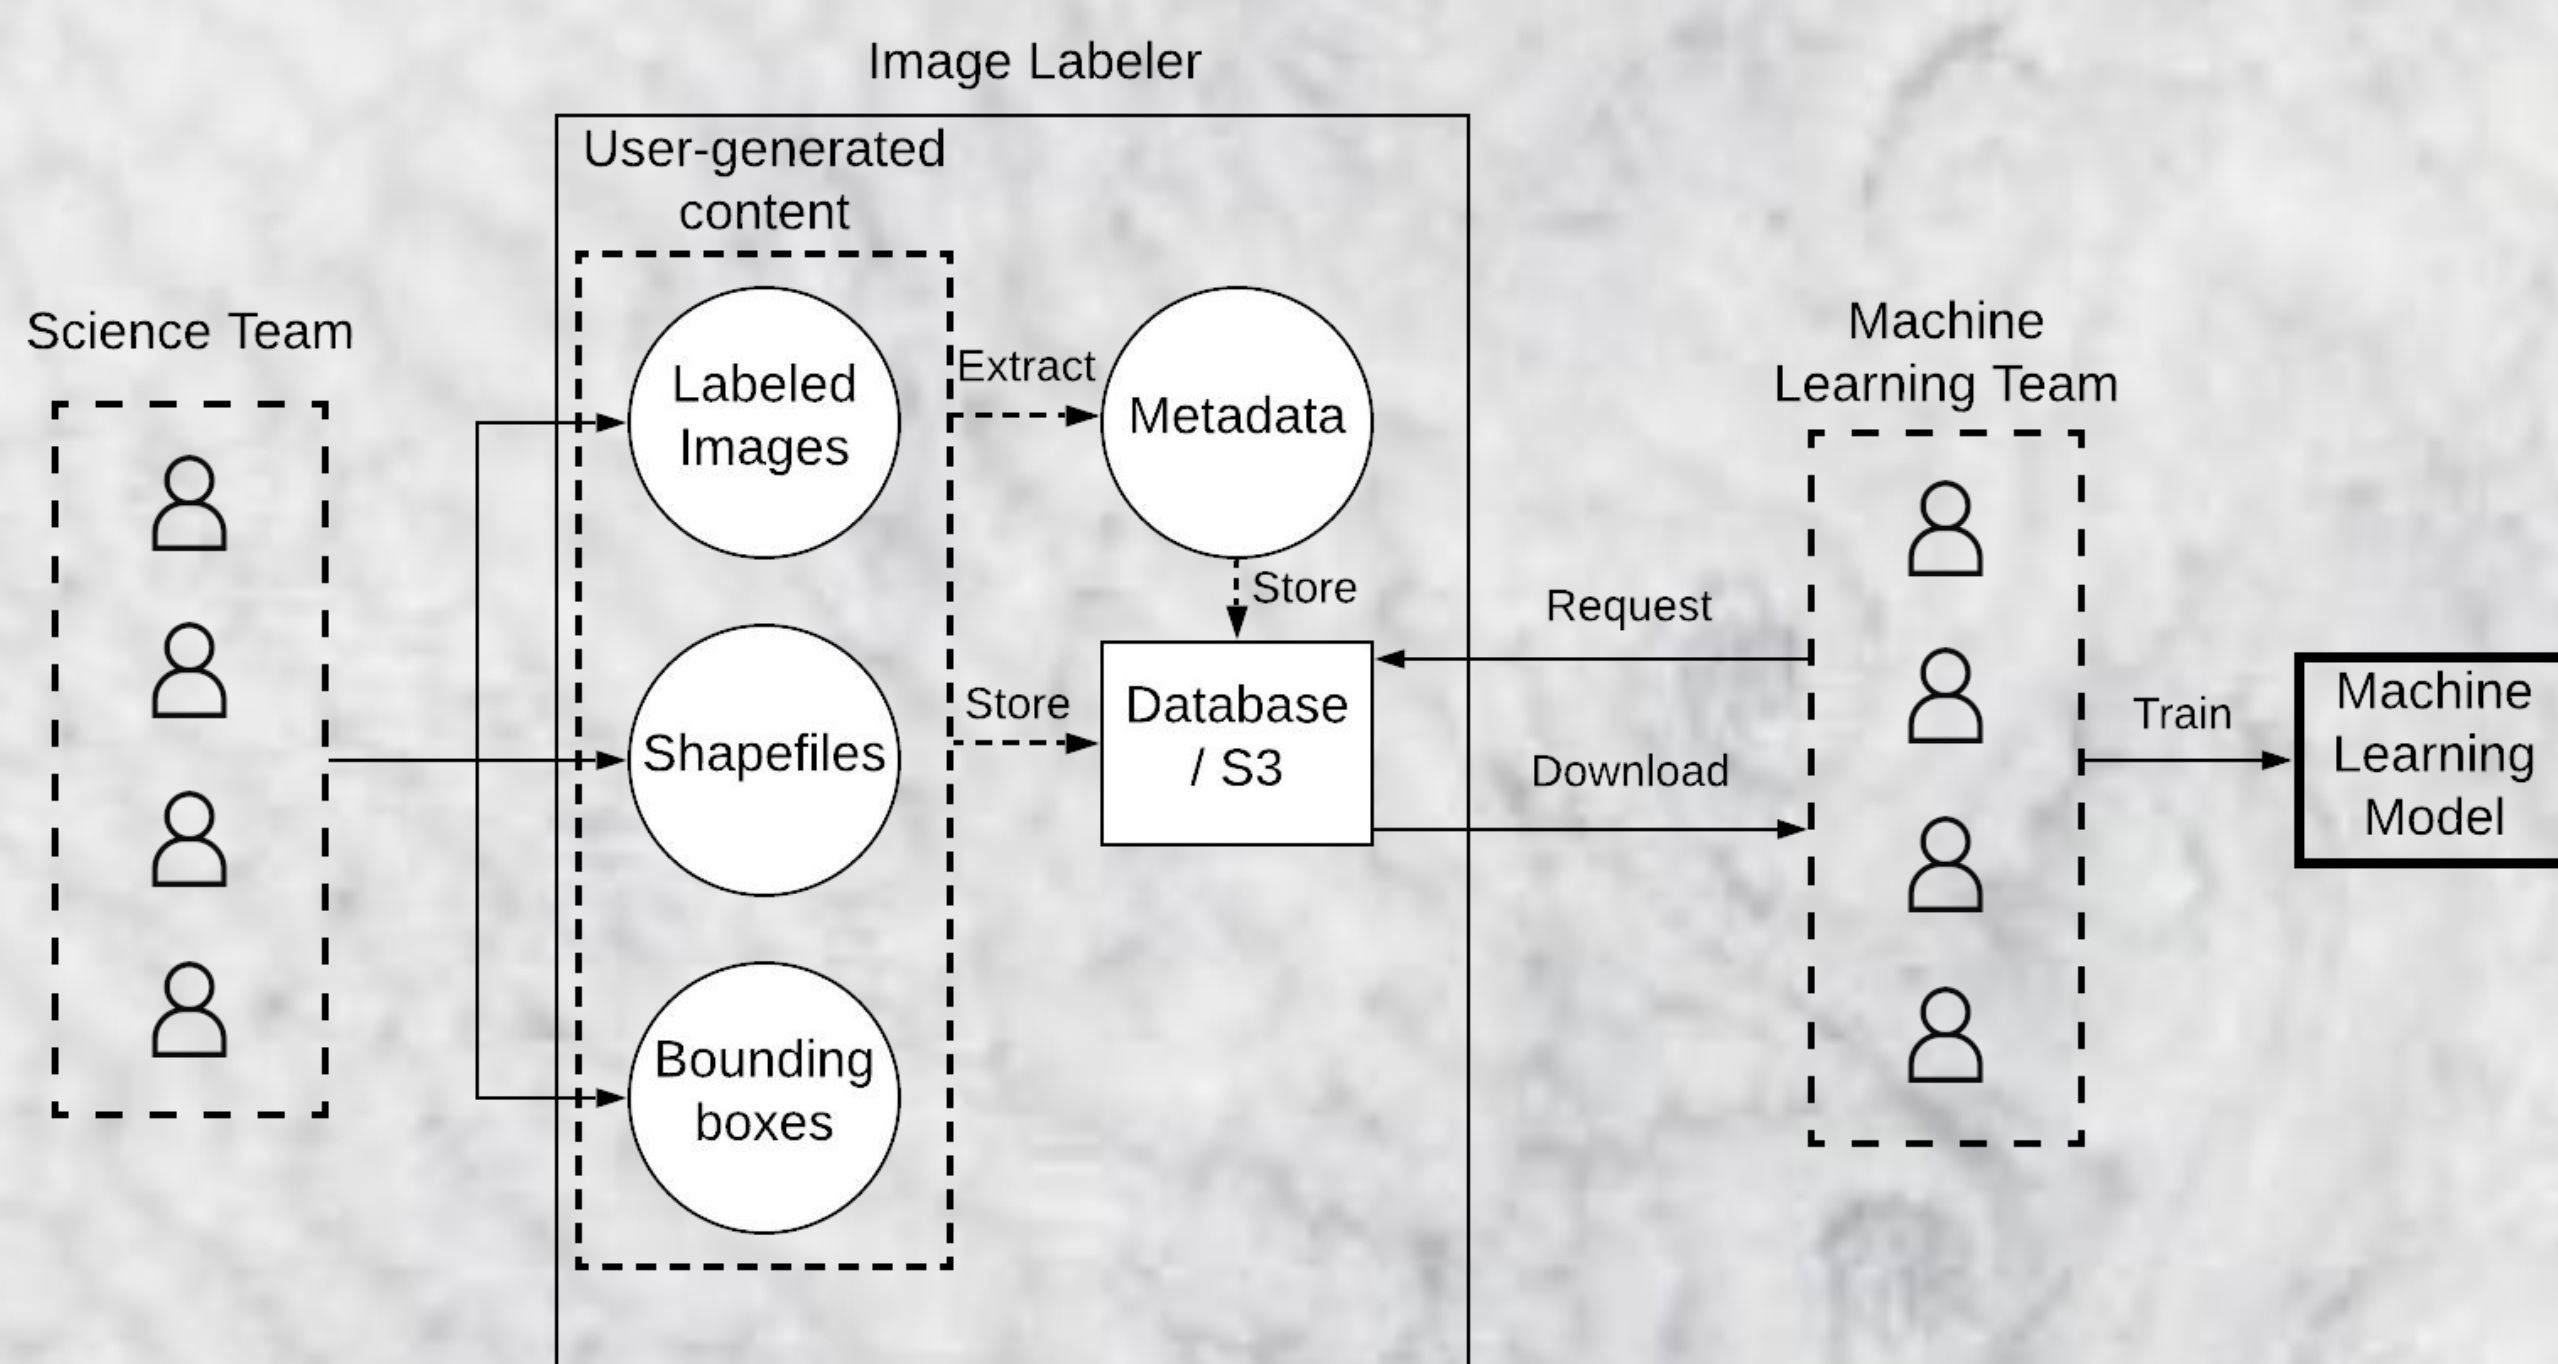 Image Labeler
User-generated
content
Science Team
Labeled
Images
Extract
Metadata
Machine
Learning Team
Store
Request
Shapefiles
Store
Database
/ S3
Download
Train
Machine
Learning
Model
Bounding
boxes